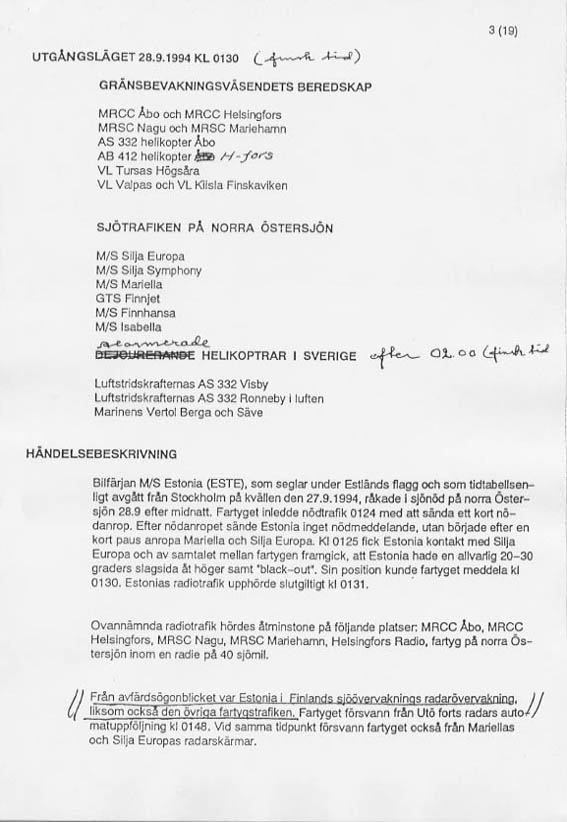 3 (19)
UTGÅNGSLÄGET 28.9.1994 KL 0130 (finsk tid)
GRÄNSBEVAKNINGSVÄSENDETS BEREDSKAP
MRCC Åbo och MRCC Helsingfors
MRSC Nagu och MRSC Mariehamn
AS 332 helikopter Åbo
AB 412 helikopter H-fors
VL Tursas Högsåra
VL Valpas och VL Kiisla Finskaviken
SJÖTRAFIKEN PÅ NORRA ÖSTERSJÖN
M/S Silja Europa
M/S Silja Symphony
M/S Mariella
GTS Finnjet
M/S Finnhansa
M/S Isabella
alarmerade
DEJOURERANDE HELIKOPTRAR I SVERIGE efter 02.00 (finsk tid
Luftstridskrafternas AS 332 Visby
Luftstridskrafternas AS 332 Ronneby i luften
Marinens Vertol Berga och Säve
HÄNDELSEBESKRIVNING
Bilfärjan M/S Estonia (ESTE), som seglar under Estlands flagg och som tidtabellsen-
ligt avgått från Stockholm på kvällen den 27.9.1994, råkade i sjönöd på norra Öster-
sjön 28.9 efter midnatt. Fartyget inledde nödtrafik 0124 med att sända ett kort nö-
danrop. Efter nödanropet sände Estonia inget nödmeddelande, utan började efter en
kort paus anropa Mariella och Silja Europa. Kl 0125 fick Estonia kontakt med Silja
Europa och av samtalet mellan fartygen framgick, att Estonia hade en allvarlig 20-30
graders slagsida åt höger samt "black-out". Sin position kunde fartyget meddela kl
0130. Estonias radiotrafik upphörde slutgiltigt kl 0131.
Ovannämnda radiotrafik hördes åtminstone på följande platser: MRCC Åbo, MRCC
Helsingfors, MRSC Nagu, MRSC Mariehamn, Helsingfors Radio, fartyg på norra Ös-
tersjön inom en radie på 40 sjömil.
// Från avfärdsögonblicket var Estonia i Finlands sjöövervaknings radarövervakning,
liksom också den övriga fartygstrafiken. Fartyget försvann från Utö forts radars auto- //
matuppföljning kl 0148. Vid samma tidpunkt försvann fartyget också från Mariellas
och Silja Europas radarskärmar.